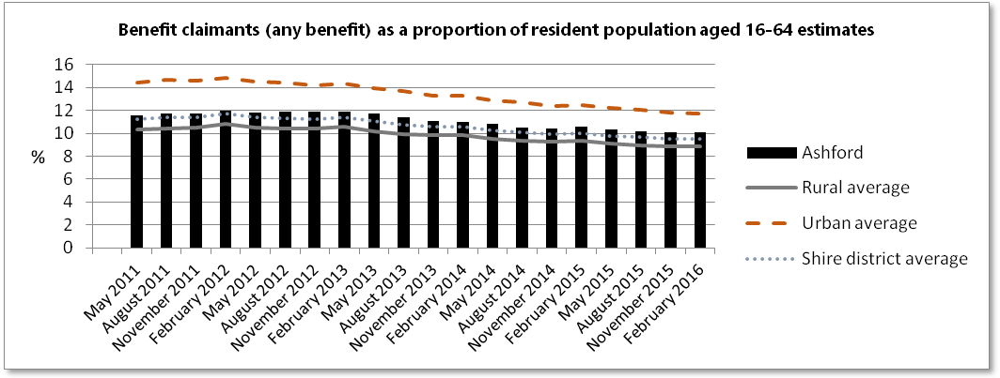 Benefit claimants (any benefit) as a proportion of resident population aged 16-64 estimates
16
14
12
10
8
6
4
2
0
%
May 2011
August 2011
November 2011
February 2012
May 2012
August 2012
November 2012
February 2013
May 2013
August 2013
November 2013
February 2014
May 2014
August 2014
November 2014
February 2015
May 2015
August 2015
November 2015
February 2016
Ashford
Rural average
Urban average
Shire district average